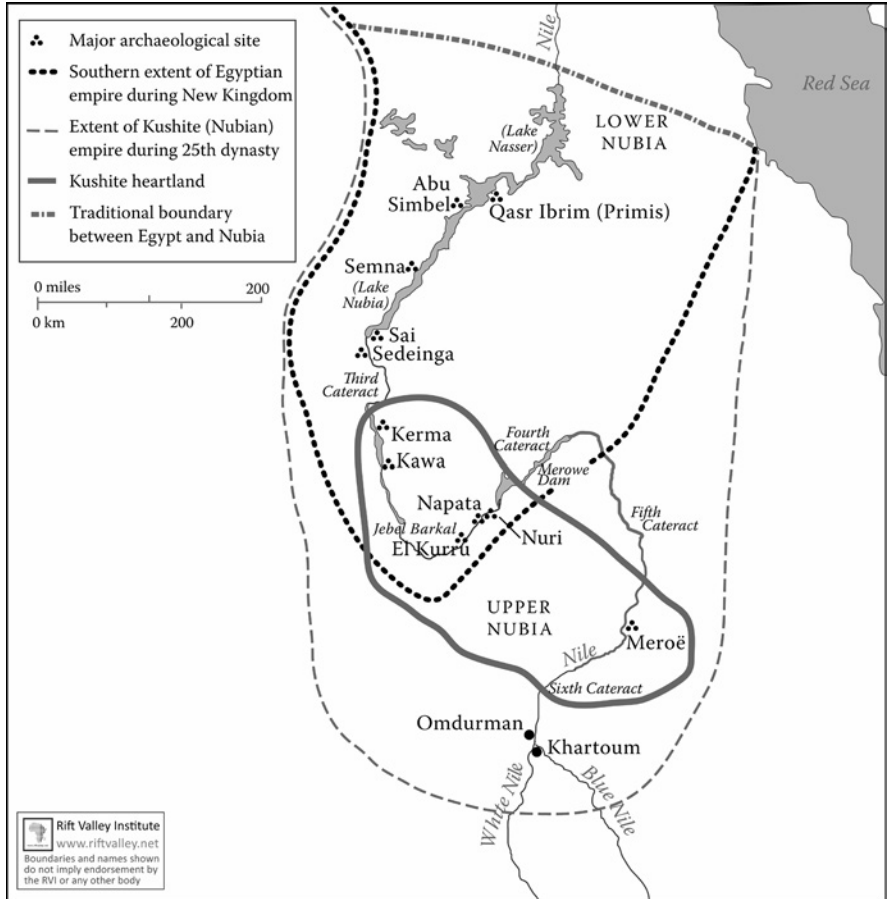 Major archaeological site
Southern extent of Egyptian
empire during New Kingdom
Extent of Kushite (Nubian)
empire during 25th dynasty
Kushite heartland
Traditional boundary
between Egypt and Nubia
0 miles
200
0 km
200
Nile
Red Sea
(Lake
Nasser)
LOWER
NUBIA
Abu
Simbel
Qasr Ibrim (Primis)
Semna
(Lake
Nubia)
Sai
Sedeinga
Third
Cataract
Kerma
Kawa
Fourth
Cataract
Merowe
Dam
Napata
Jebel Barkal
El Kurru
Nuri
Fifth
Cataract
UPPER
NUBIA
Meroë
Nile
Sixth Cataract
Omdurman
Khartoum
White Nile
Blue Nile
Rift Valley Institute
www.riftvalley.net
Boundaries and names shown
do not imply endorsement by
the RVI or any other body